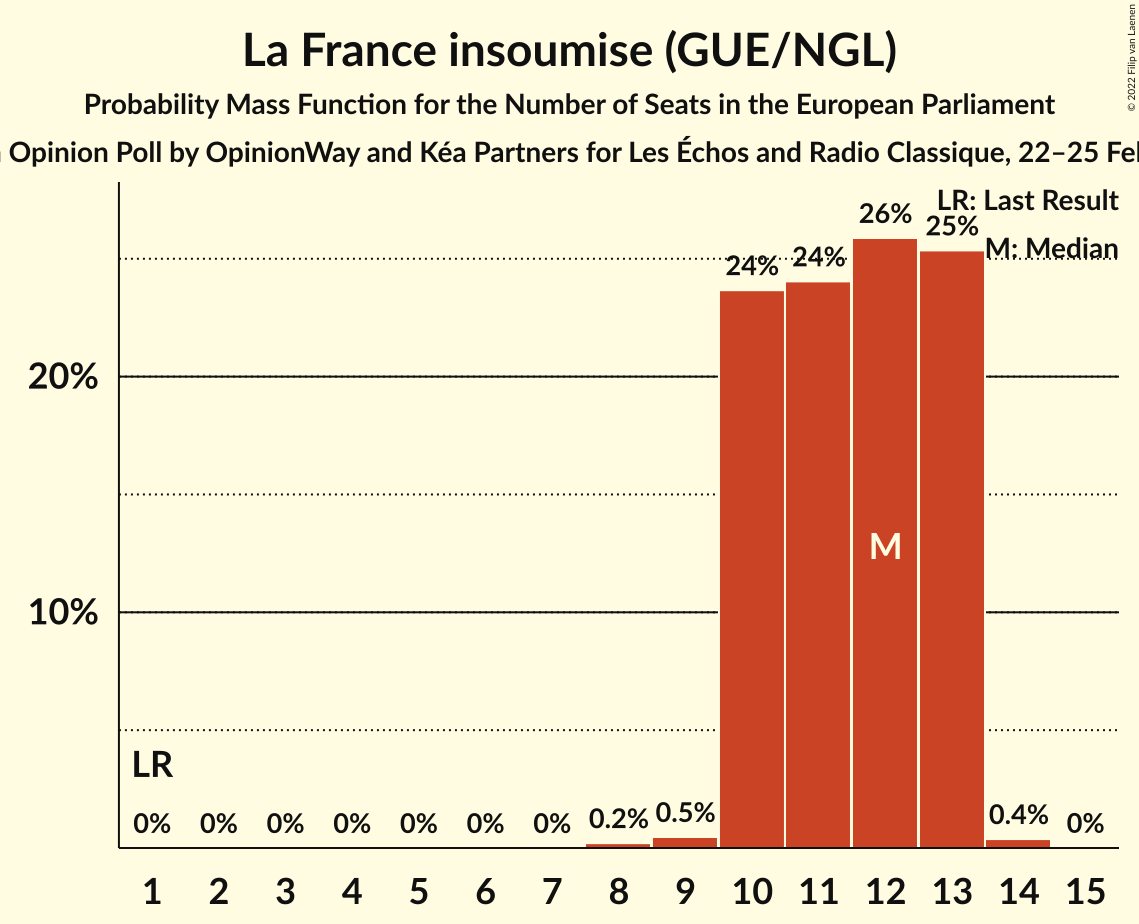 © 2022 Filip van Laenen
La France insoumise (GUE/NGL)
Probability Mass Function for the Number of Seats in the European Parliament
Opinion Poll by OpinionWay and Kéa Partners for Les Échos and Radio Classique, 22–25
LR: Last Result
M: Median
26%
25%
24% 24%
20%
M
10%
LR
0% 0% 0% 0% 0% 0% 0% 0.2% 0.5% 0.4% 0%
1 2 3 4 5 6 7 8 9 10 11 12 13 14 15